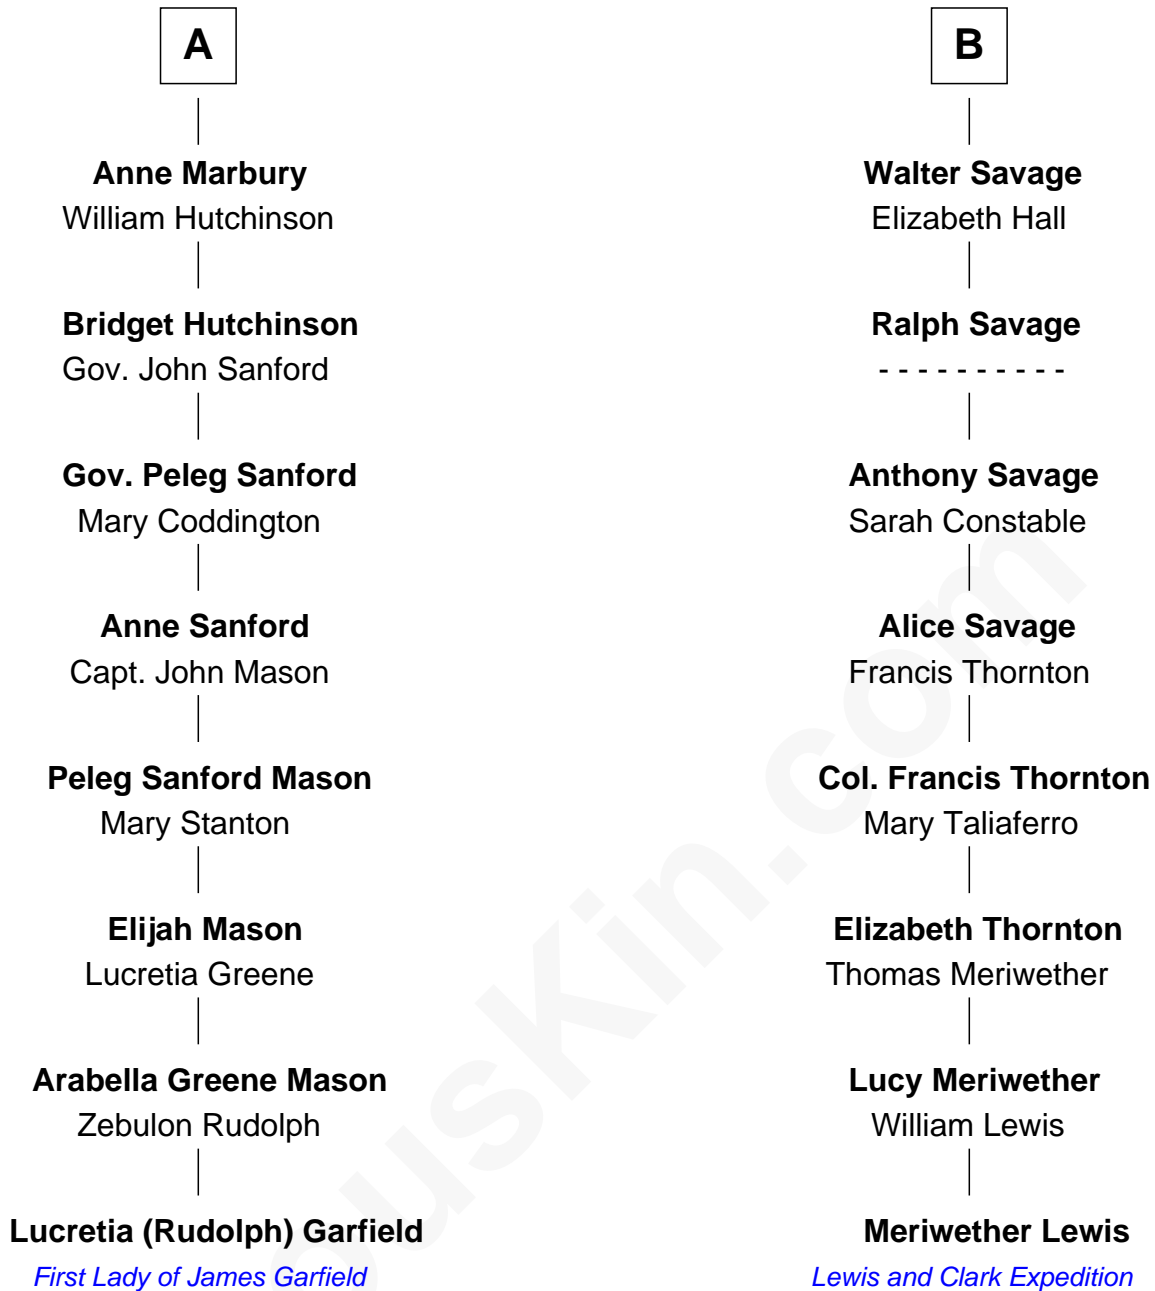 A
Anne Marbury
William Hutchinson
Bridget Hutchinson
Gov. John Sanford
Gov. Peleg Sanford
Mary Coddington
Anne Sanford
Capt. John Mason
Peleg Sanford Mason
Mary Stanton
Elijah Mason
Lucretia Greene
Arabella Greene Mason
Zebulon Rudolph
Lucretia (Rudolph) Garfield
First Lady of James Garfield
B
Walter Savage
Elizabeth Hall
Ralph Savage
- - - - - - - - - -
Anthony Savage
Sarah Constable
Alice Savage
Francis Thornton
Col. Francis Thornton
Mary Taliaferro
Elizabeth Thornton
Thomas Meriwether
Lucy Meriwether
William Lewis
Meriwether Lewis
Lewis and Clark Expedition
ousKin.com